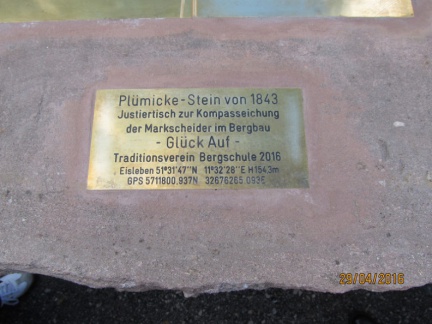 Plümicke-Stein von 1843
Justiertisch zur Kompasseichung
der Markscheider im Bergbau
- Glück Auf -
Traditionsverein Bergschule 2016
Eisleben 51°31'47"N 11°32'28"E H154,3m
GPS 5711800.937N 32676265.093E
29/04/2016